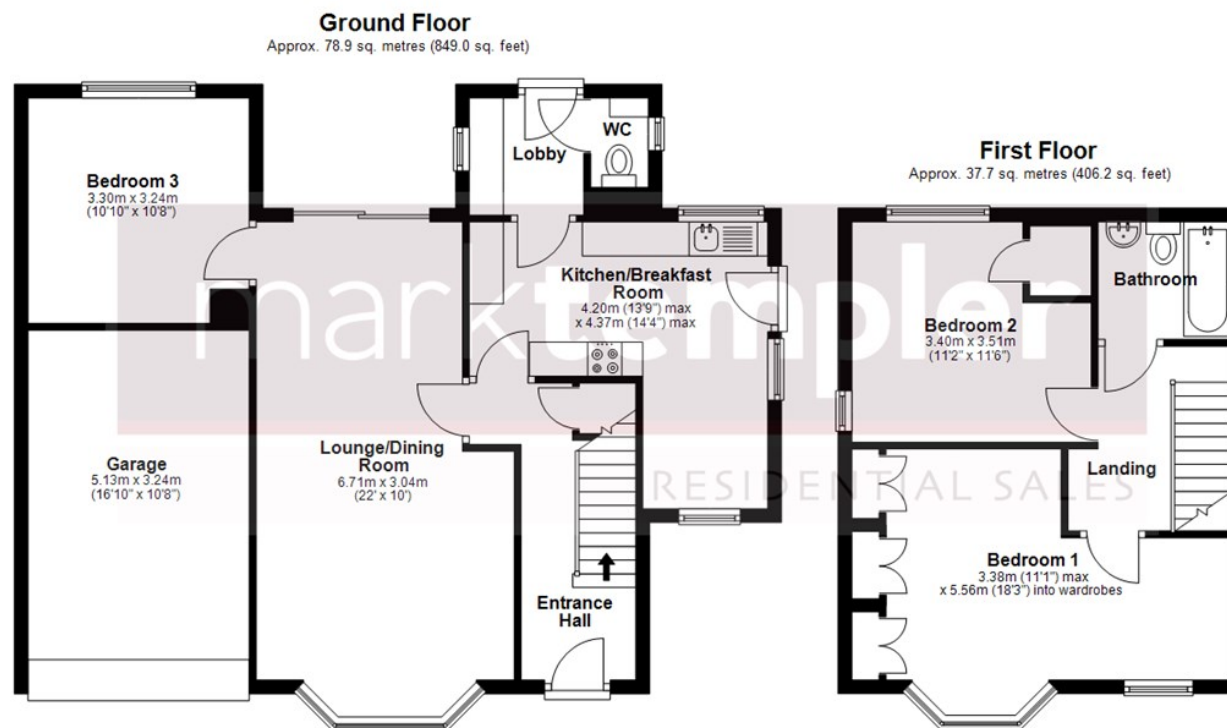 Ground Floor
Approx. 78.9 sq. metres (849.0 sq. feet)
Bedroom 3
3.30m x 3.24m
(10'10" x 10'8")
Lobby
WC
Kitchen/Breakfast
Room
4.20m (13'9") max
x 4.37m (14'4") max
Garage
5.13m x 3.24m
(16'10" x 10'8")
Lounge/Dining
Room
6.71m x 3.04m
(22' x 10')
Entrance
Hall
First Floor
Approx. 37.7 sq. metres (406.2 sq. feet)
Bedroom 2
3.40m x 3.51m
(11'2" x 11'6")
Bathroom
Landing
Bedroom 1
3.38m (11'1") max
x 5.56m (18'3") into wardrobes
marktempler
RESIDENTIAL SALES